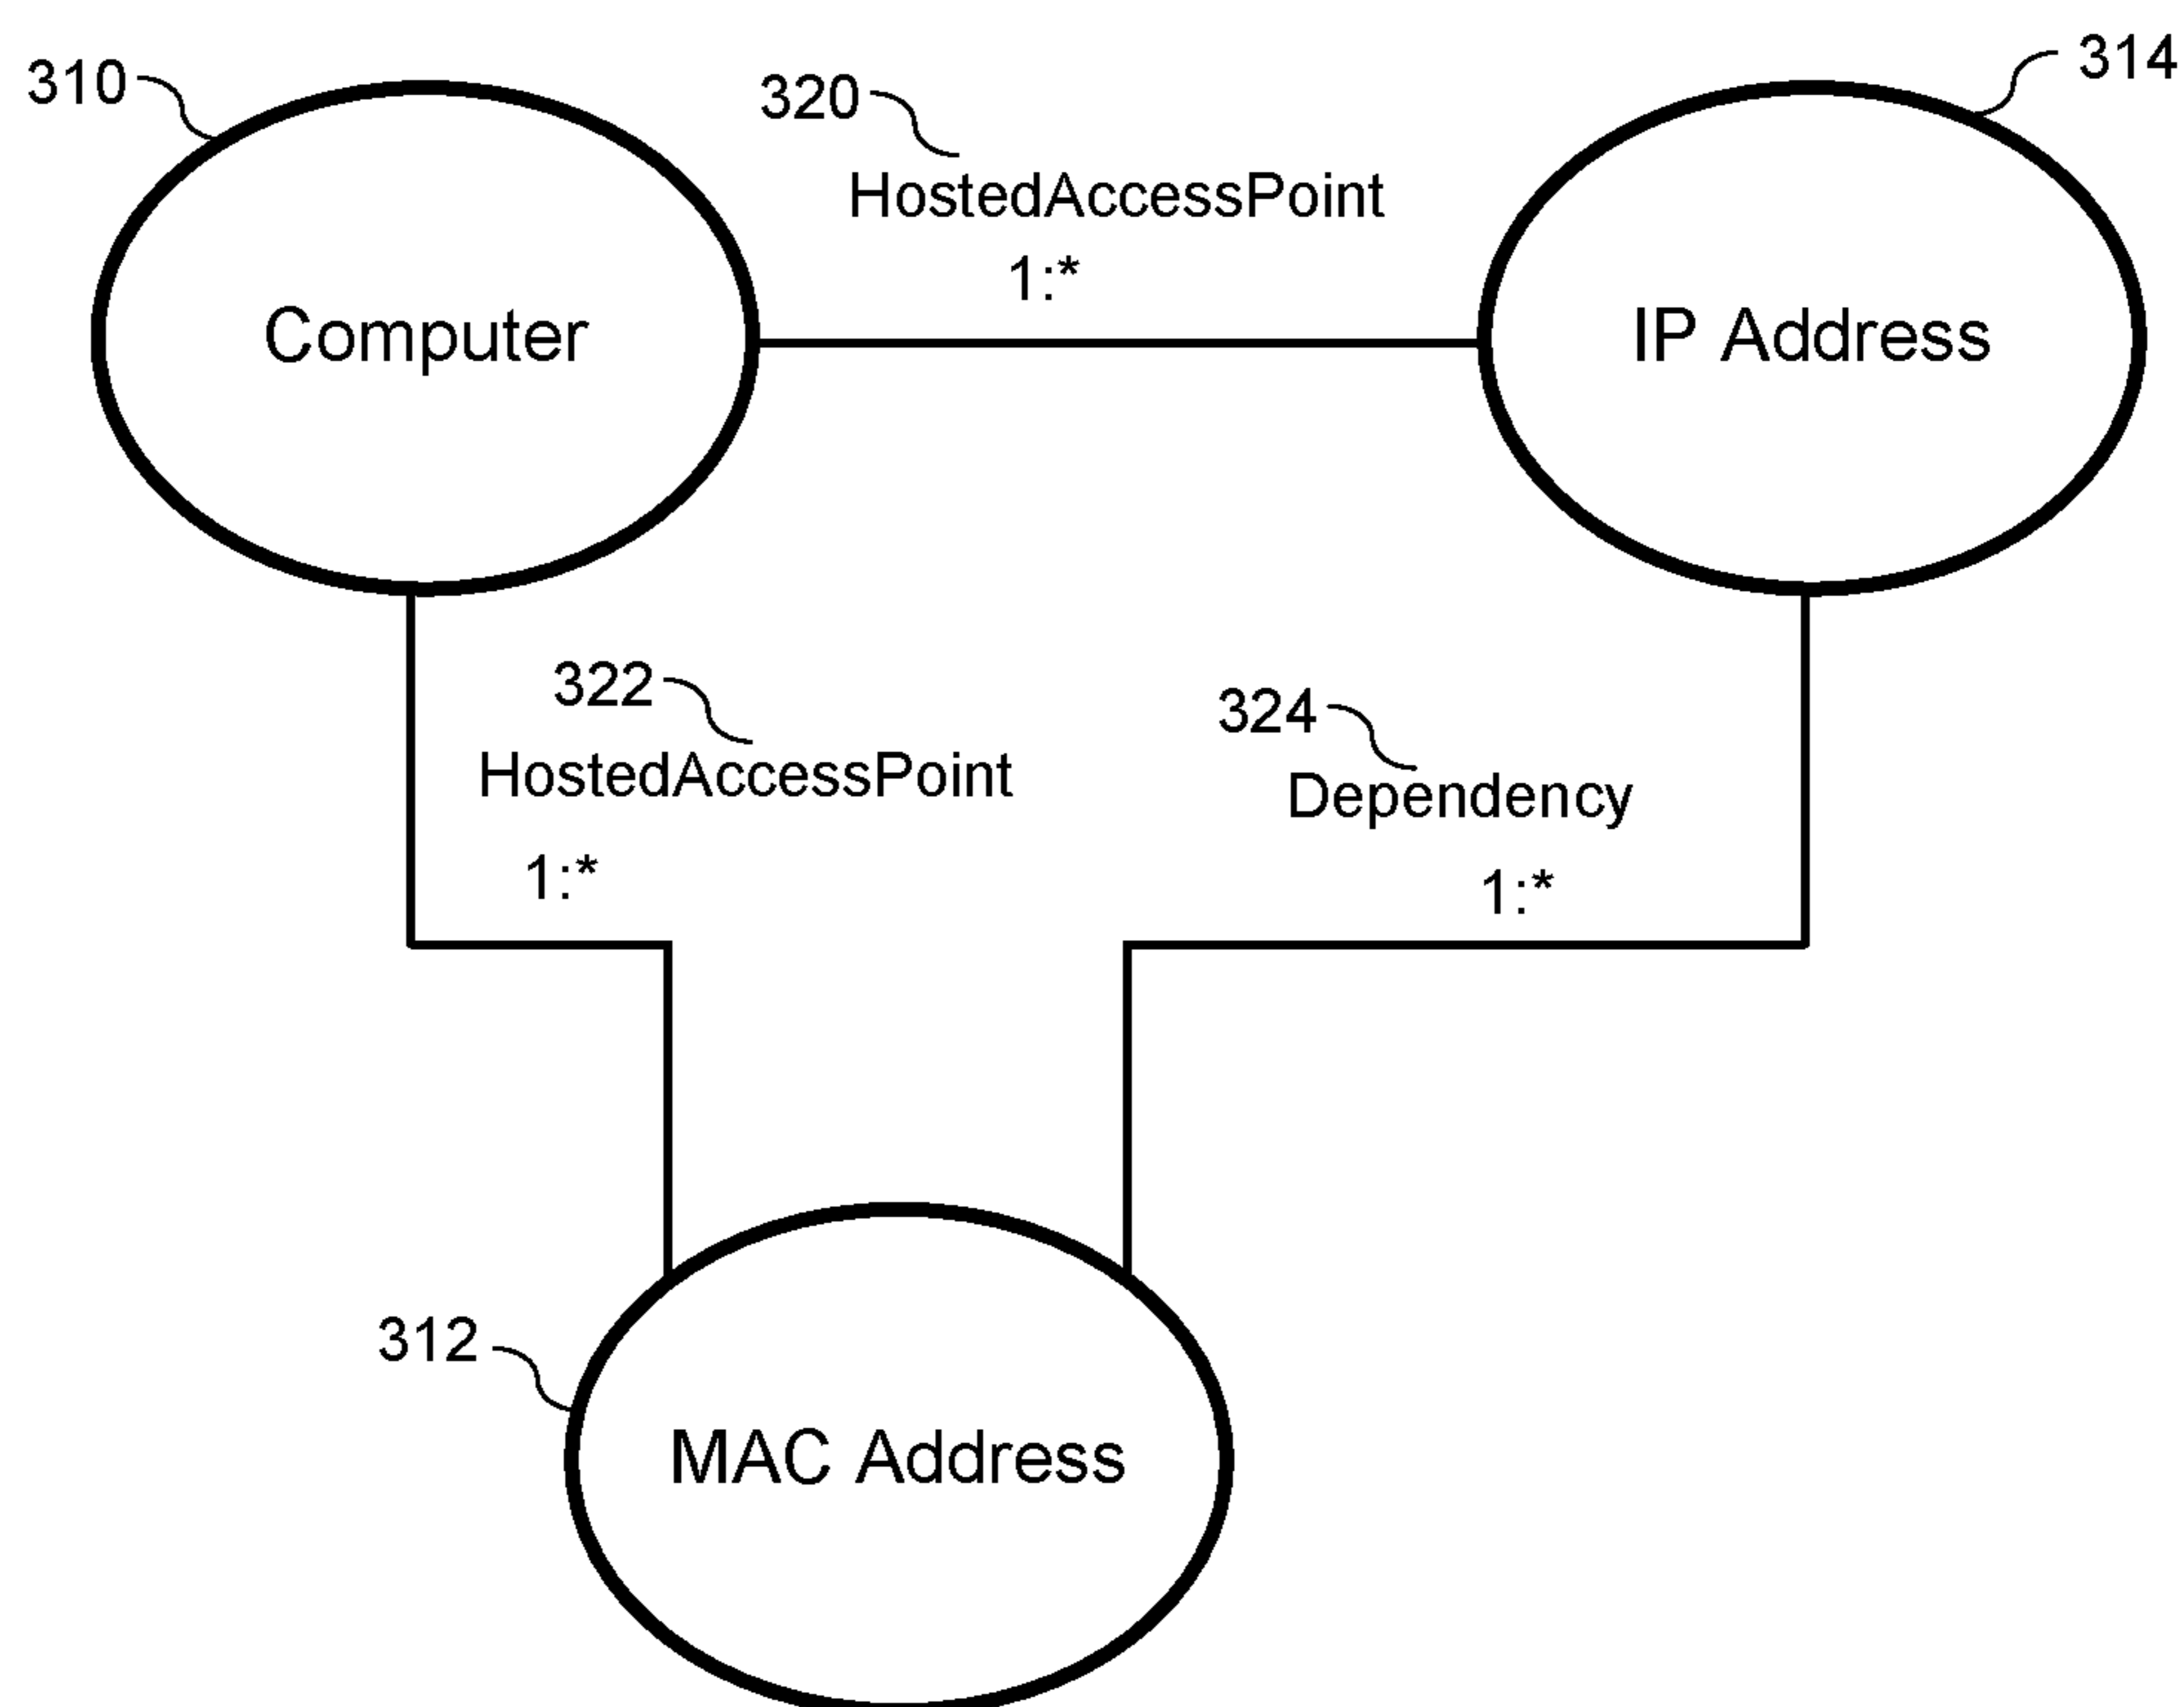 310
320
314
HostedAccessPoint
1:*
Computer
IP Address
322
324
HostedAccessPoint
Dependency
1:*
1:*
312
MAC Address